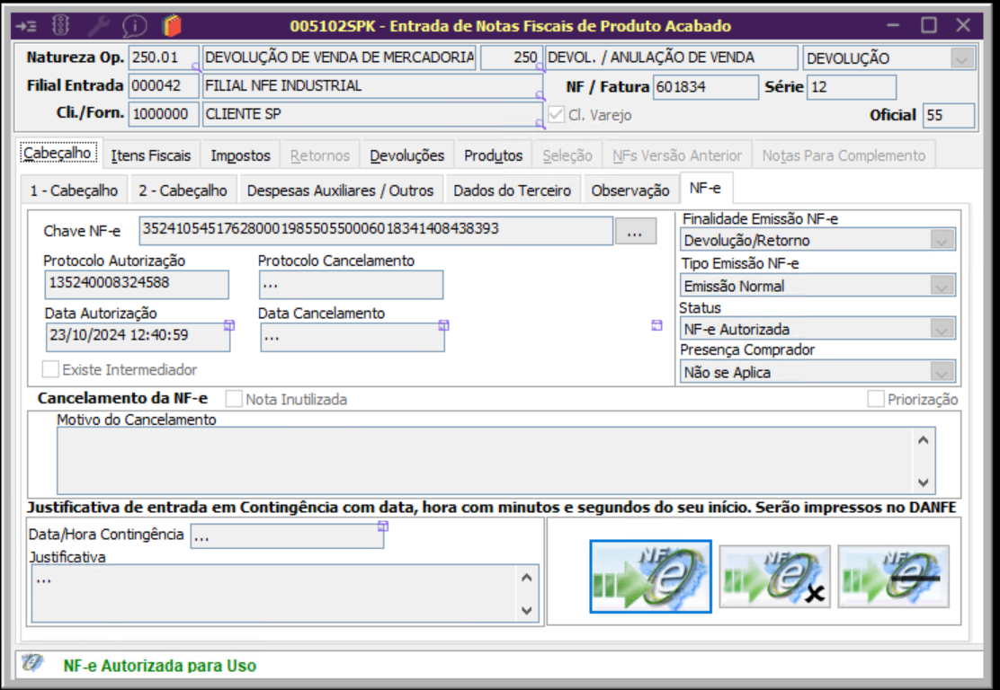 005102SPK - Entrada de Notas Fiscais de Produto Acabado
Natureza Op. 250.01 DEVOLUÇÃO DE VENDA DE MERCADORIA 250 DEVOL. / ANULAÇÃO DE VENDA DEVOLUÇÃO
Filial Entrada 000042 FILIAL NFE INDUSTRIAL NF / Fatura 601834 Série 12
Cli./Forn. 1000000 CLIENTE SP Cl. Varejo Oficial 55
Cabeçalho Itens Fiscais Impostos Retornos Devoluções Produtos Seleção NFs Versão Anterior Notas Para Complemento
1 - Cabeçalho 2 - Cabeçalho Despesas Auxiliares / Outros Dados do Terceiro Observação NF-e
Chave NF-e 35241054517628000198550550006018341408438393 ...
Finalidade Emissão NF-e
Devolução/Retorno
Protocolo Autorização Protocolo Cancelamento Tipo Emissão NF-e
135240008324588 ... Emissão Normal
Data Autorização Data Cancelamento Status
23/10/2024 12:40:59 ... NF-e Autorizada
Presença Comprador
Existe Intermediador Não se Aplica
Cancelamento da NF-e Nota Inutilizada Priorização
Motivo do Cancelamento
Justificativa de entrada em Contingência com data, hora com minutos e segundos do seu início. Serão impressos no DANFE
Data/Hora Contingência ...
Justificativa
...
NF e NF e x NF e
NF-e Autorizada para Uso